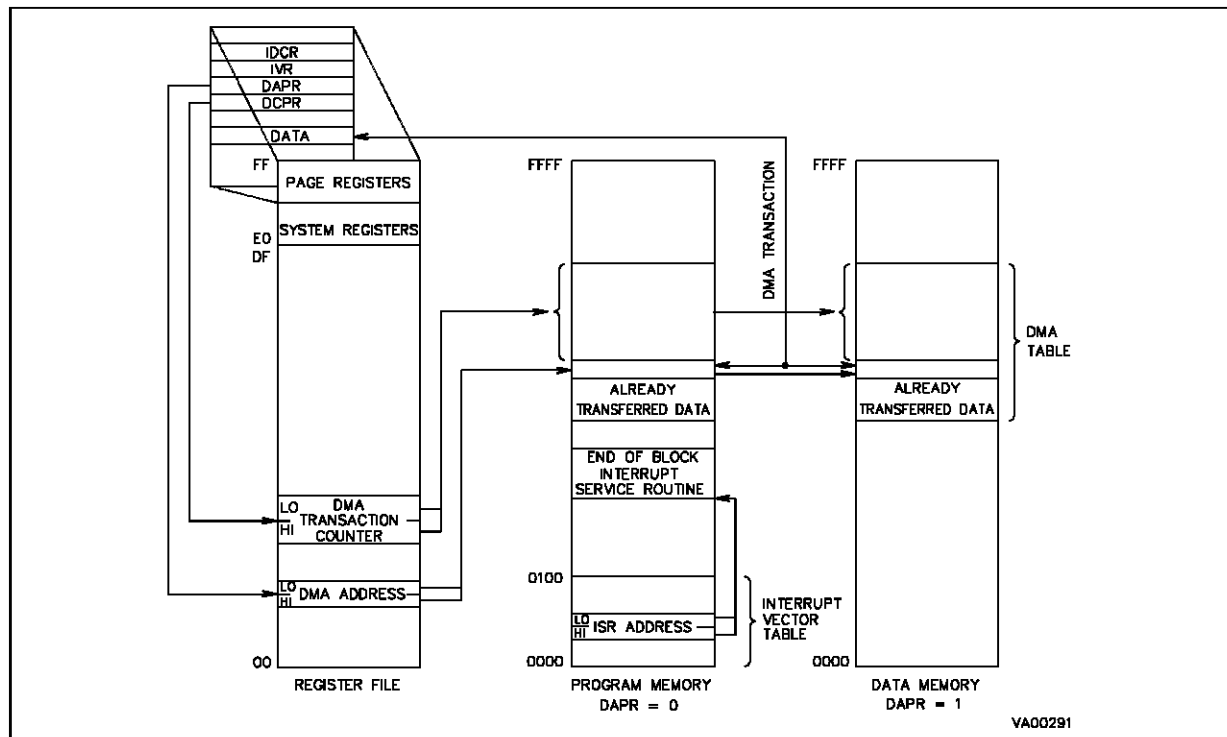 IDCR
IVR
DAPR
DCPR
DATA
FF
PAGE REGISTERS
SYSTEM REGISTERS
E0
DF
LO
HI
DMA
TRANSACTION
COUNTER
LO
HI
DMA ADDRESS
00
REGISTER FILE
FFFF
ALREADY
TRANSFERRED DATA
END OF BLOCK
INTERRUPT
SERVICE ROUTINE
0100
LO
HI
ISR ADDRESS
0000
PROGRAM MEMORY
DAPR = 0
INTERRUPT
VECTOR
TABLE
DMA TRANSACTION
FFFF
DMA
TABLE
ALREADY
TRANSFERRED DATA
0000
DATA MEMORY
DAPR = 1
VA00291